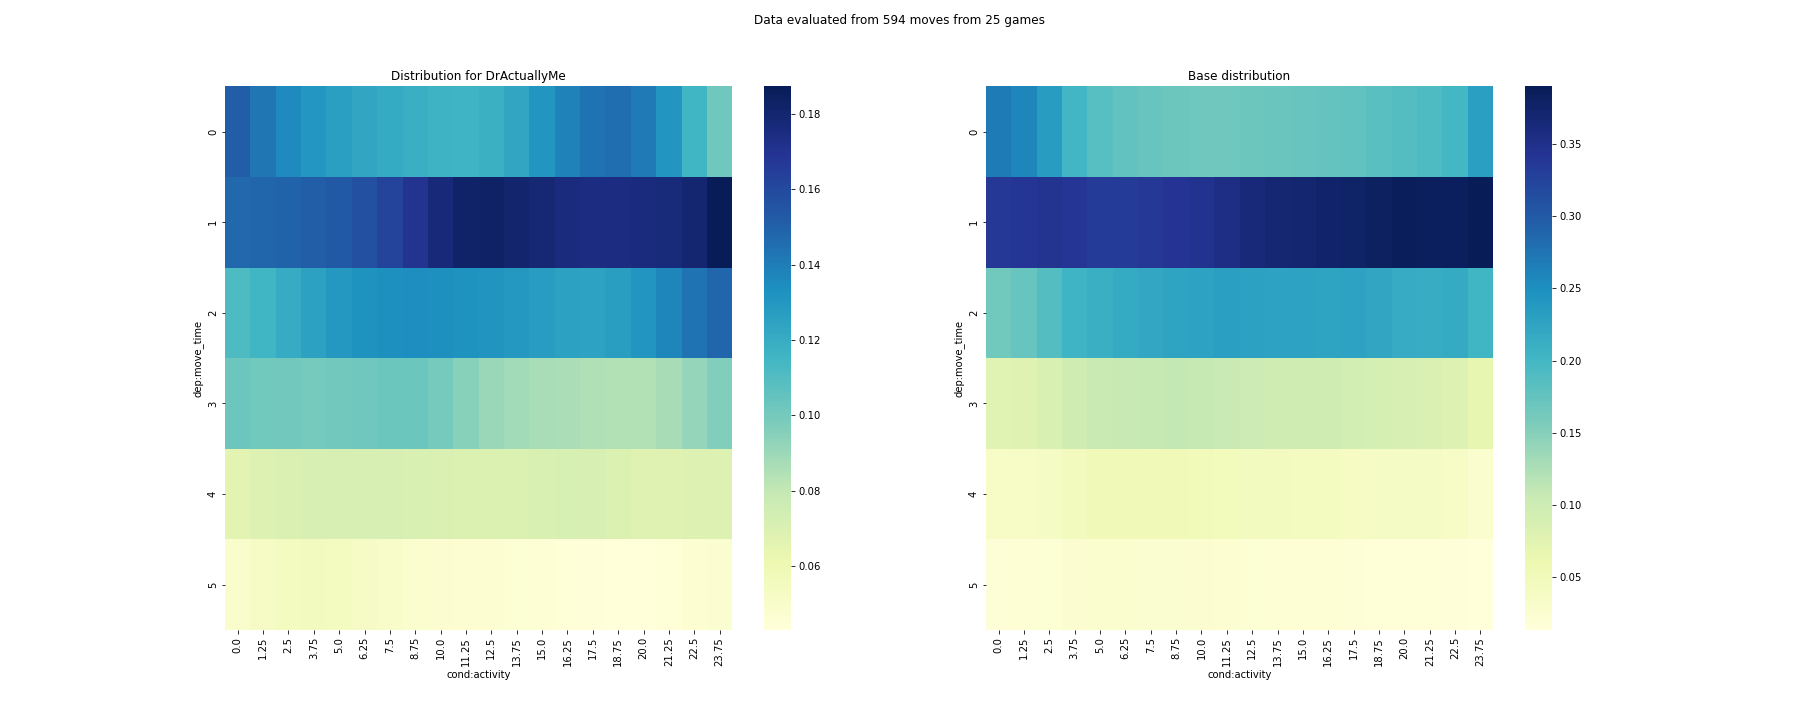 Data evaluated from 594 moves from 25 games
Distribution for DrActuallyMe
dep:move_time
0
1
2
3
4
5
0.0 1.25 2.5 3.75 5.0 6.25 7.5 8.75 10.0 11.25 12.5 13.75 15.0 16.25 17.5 18.75 20.0 21.25 22.5 23.75
cond:activity
0.18
0.16
0.14
0.12
0.10
0.08
0.06
Base distribution
dep:move_time
0
1
2
3
4
5
0.0 1.25 2.5 3.75 5.0 6.25 7.5 8.75 10.0 11.25 12.5 13.75 15.0 16.25 17.5 18.75 20.0 21.25 22.5 23.75
cond:activity
0.35
0.30
0.25
0.20
0.15
0.10
0.05